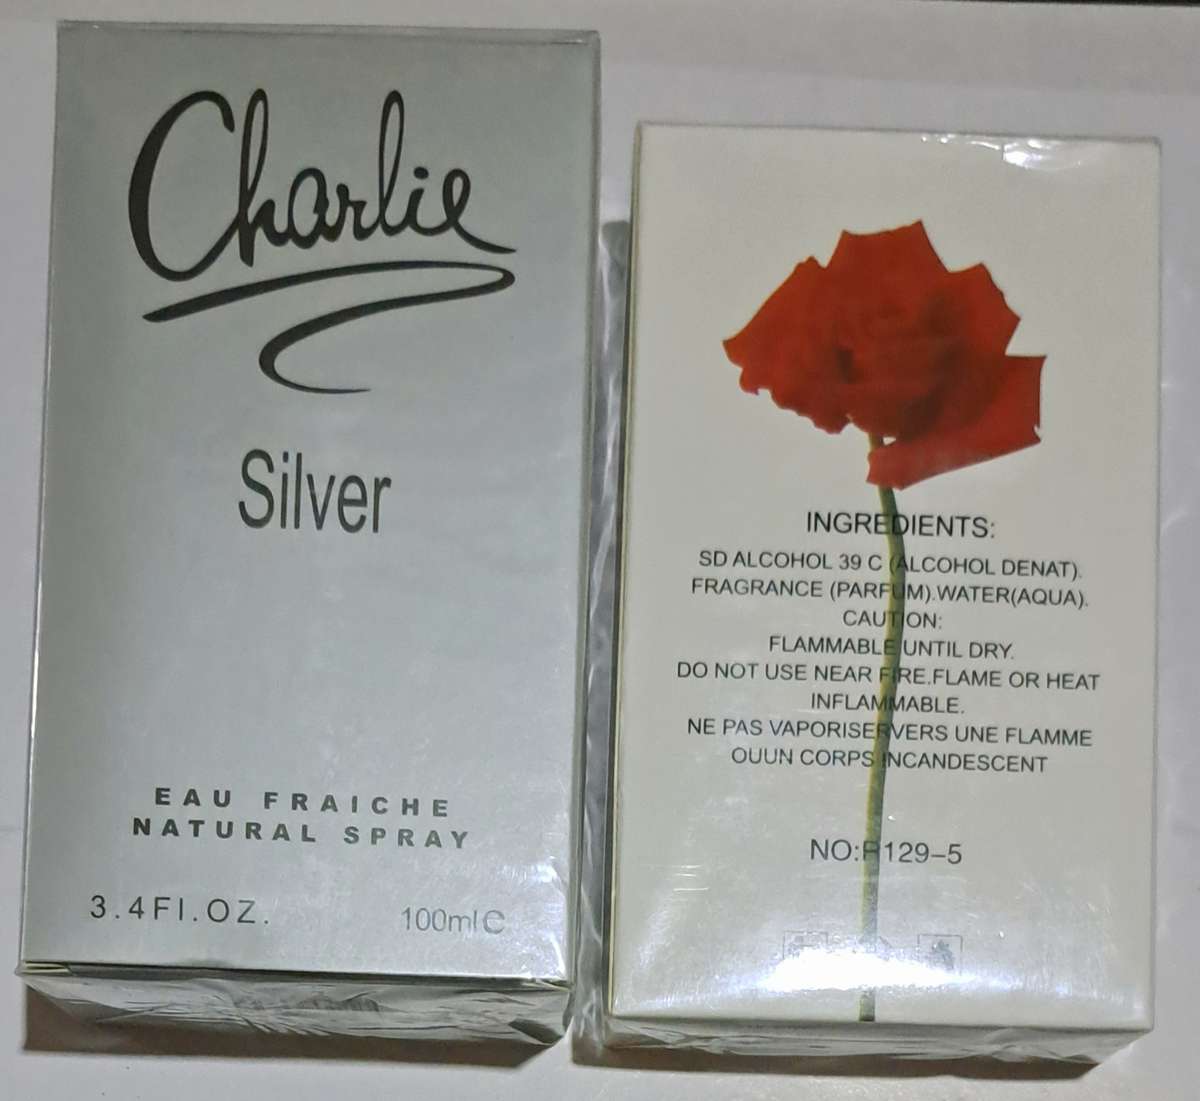 Charlie
Silver
EAU FRAICHE
NATURAL SPRAY
3.4FI.OZ.
100mlC
INGREDIENTS:
SD ALCOHOL 39 C (ALCOHOL DENAT).
FRAGRANCE (PARFUM).WATER(AQUA).
CAUTION:
FLAMMABLE UNTIL DRY.
DO NOT USE NEAR FIRE.FLAME OR HEAT
INFLAMMABLE.
NE PAS VAPORISERVERS UNE FLAMME
OUUN CORPS INCANDESCENT
NO:R129-5